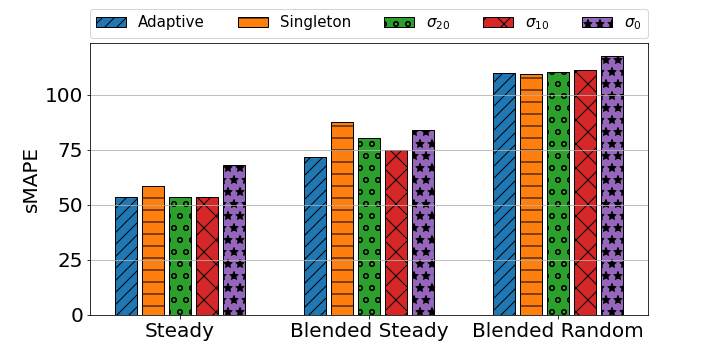 Adaptive Singleton σ₂₀ σ₁₀ σ₀
sMAPE
100
75
50
25
0
Steady Blended Steady Blended Random